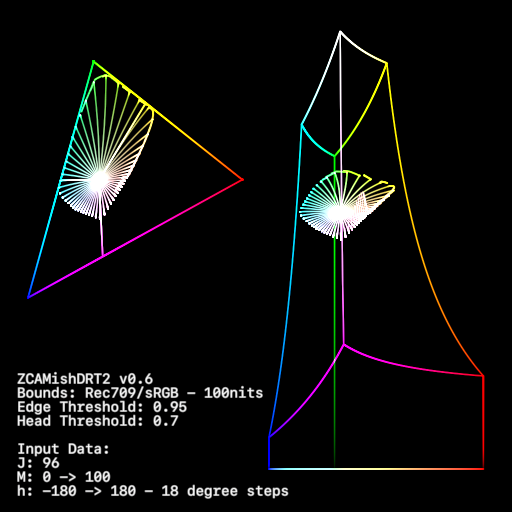 ZCAMishDRT2 v0.6
Bounds: Rec709/sRGB – 100nits
Edge Threshold: 0.95
Head Threshold: 0.7
Input Data:
J: 96
M: 0 -> 100
h: -180 -> 180 – 18 degree steps